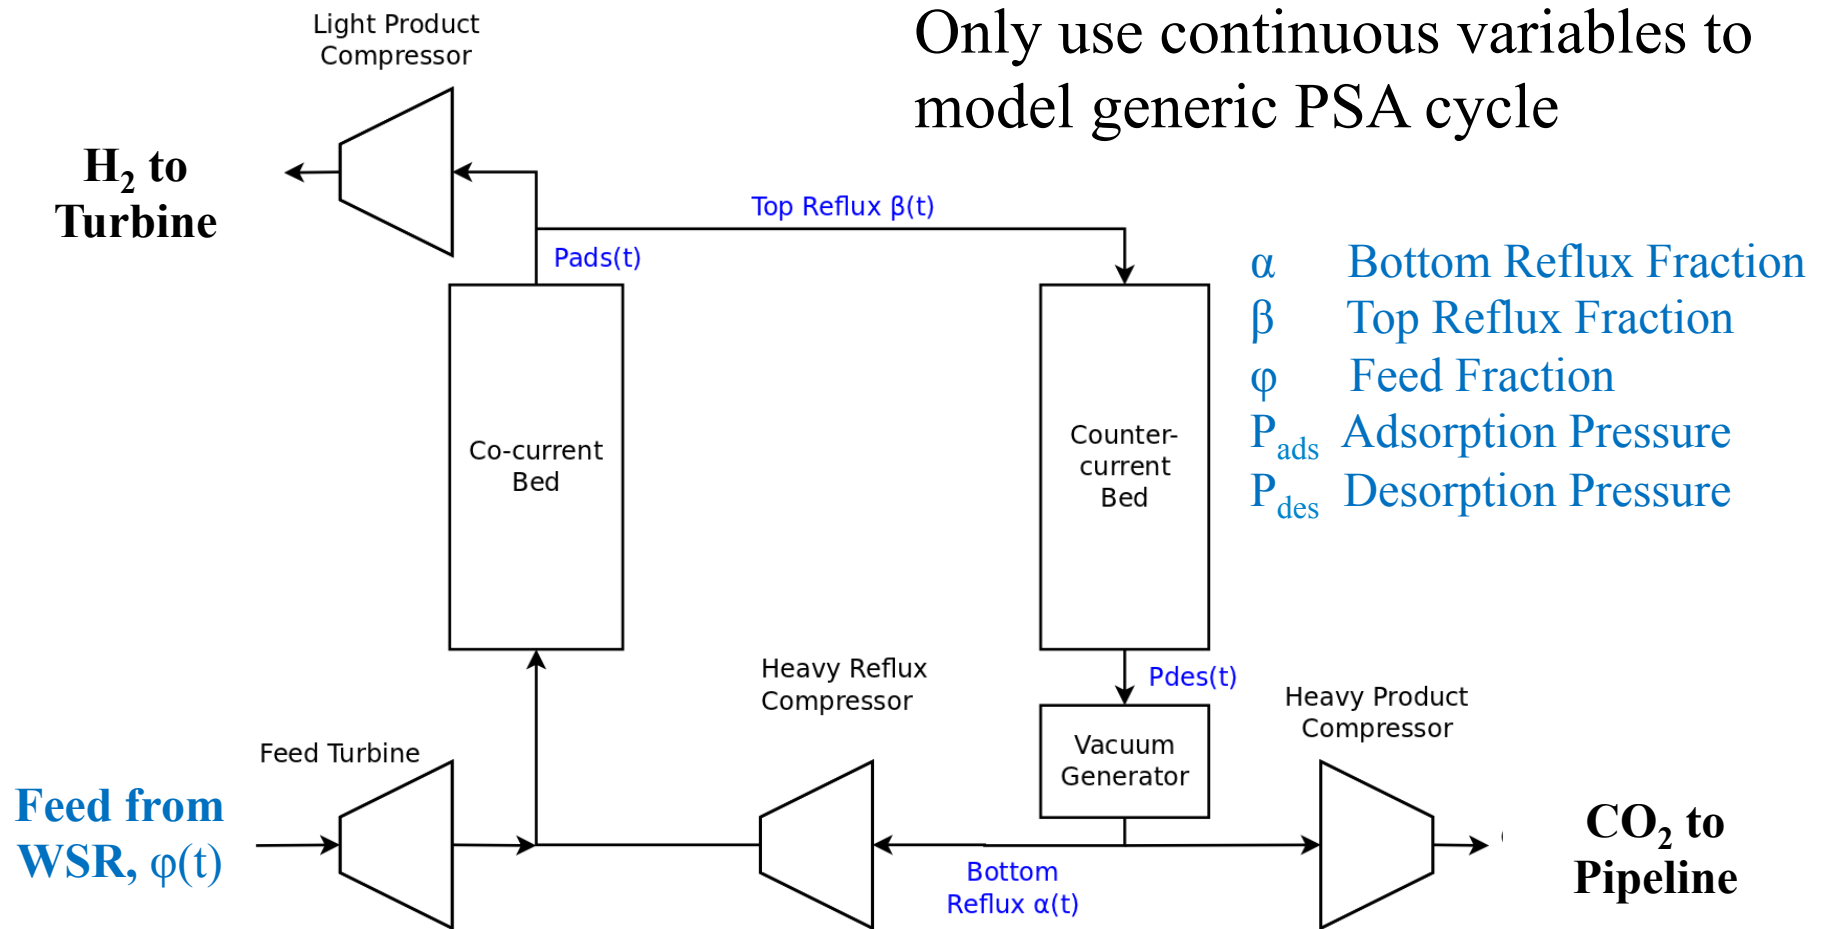 Light Product
Compressor
Only use continuous variables to
model generic PSA cycle
H₂ to
Turbine
Top Reflux β(t)
Pads(t)
α Bottom Reflux Fraction
β Top Reflux Fraction
φ Feed Fraction
Pads Adsorption Pressure
Pdes Desorption Pressure
Co-current
Bed
Counter-
current
Bed
Pdes(t)
Heavy Reflux
Compressor
Heavy Product
Compressor
Vacuum
Generator
Feed Turbine
Feed from
WSR, φ(t)
Bottom
Reflux α(t)
CO₂ to
Pipeline